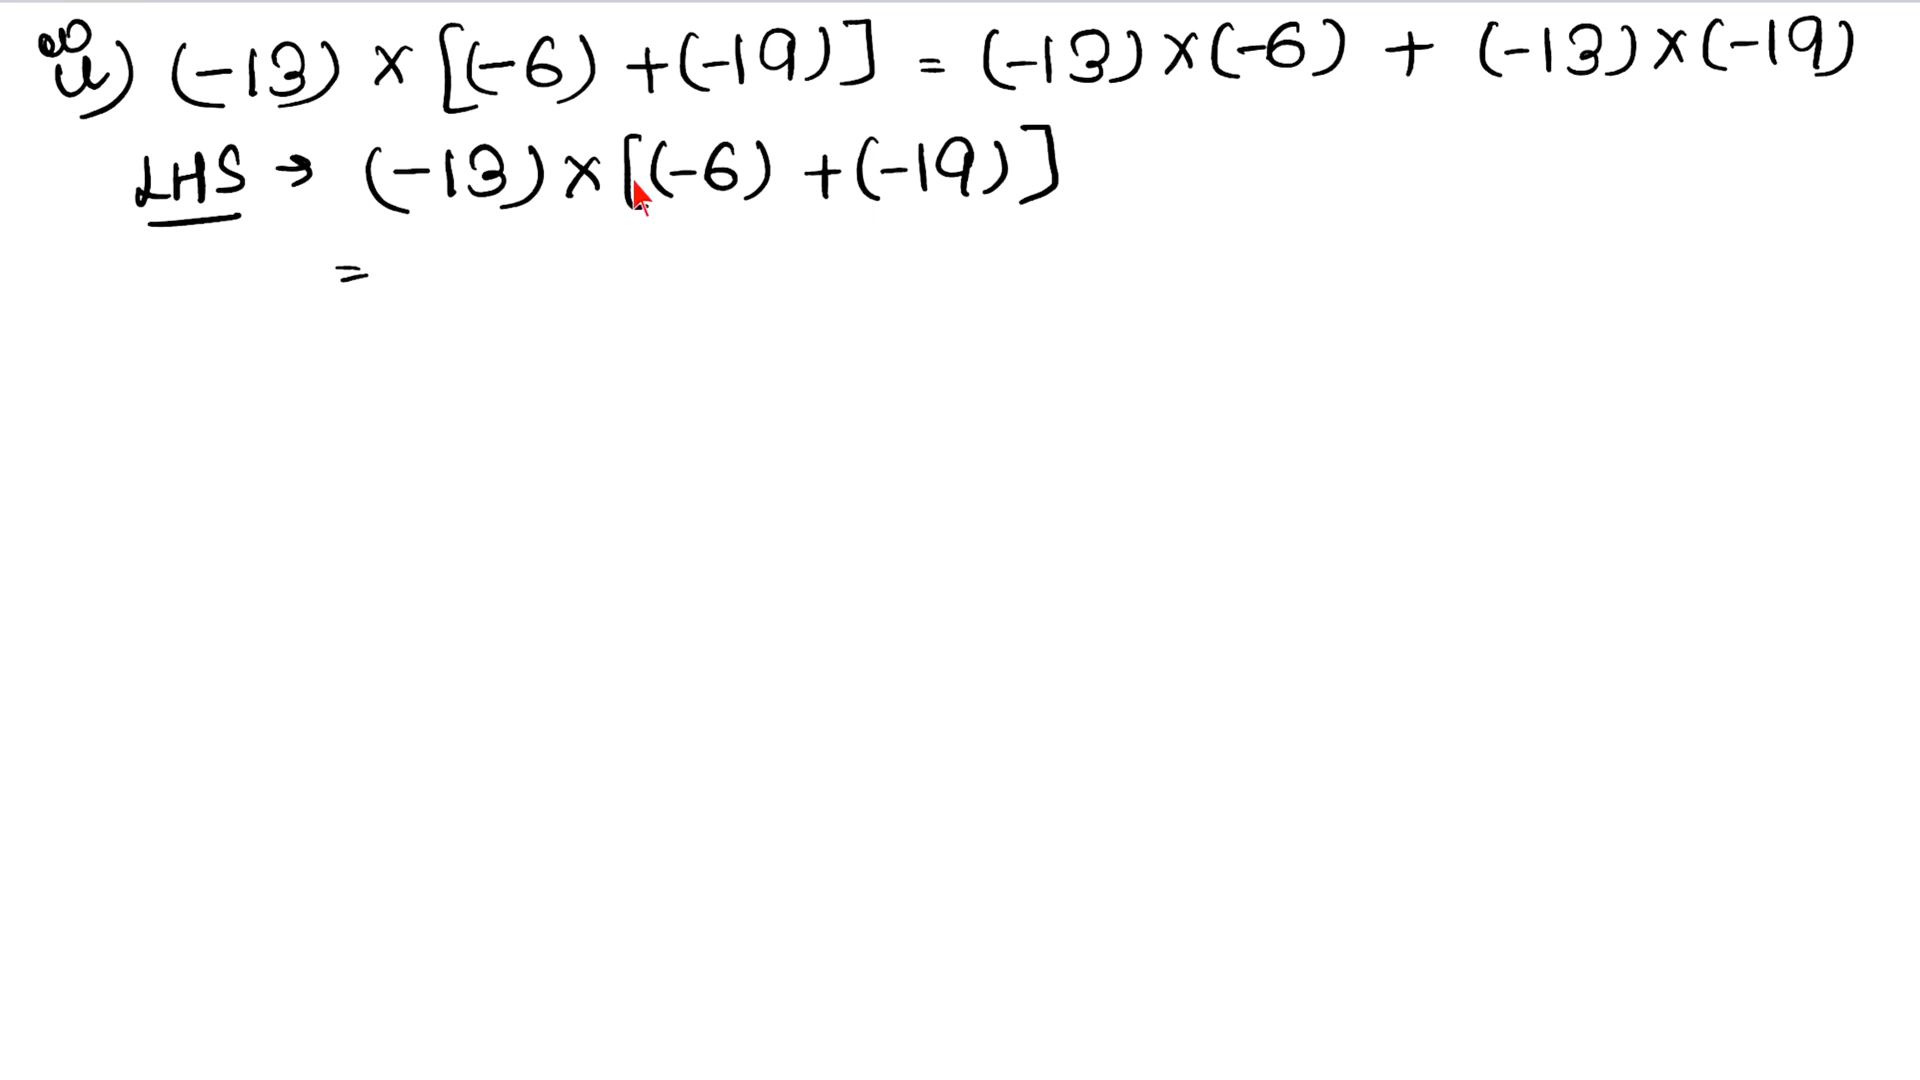 ii) (-13) × [(-6) + (-19)] = (-13) × (-6) + (-13) × (-19)
LHS → (-13) × [(-6) + (-19)]
=